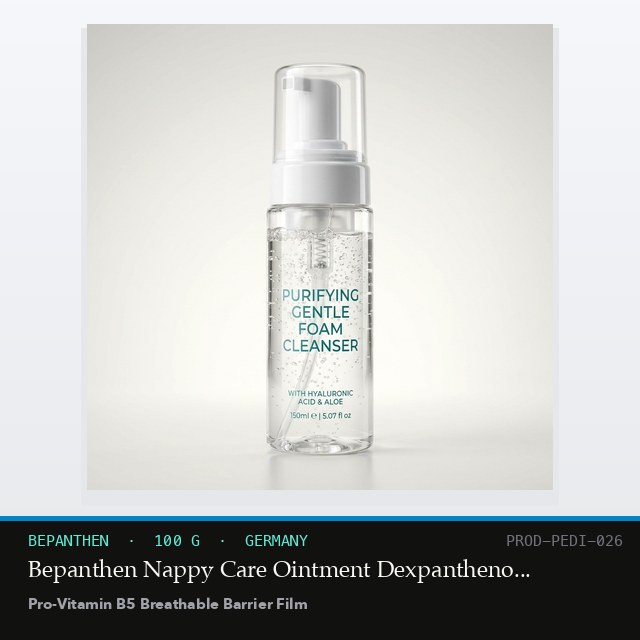 PURIFYING
GENTLE
FOAM
CLEANSER
WITH HYALURONIC
ACID & ALOE
150ml ℮ | 5.07 fl oz
BEPANTHEN · 100 G · GERMANY
PROD-PEDI-026
Bepanthen Nappy Care Ointment Dexpantheno...
Pro-Vitamin B5 Breathable Barrier Film